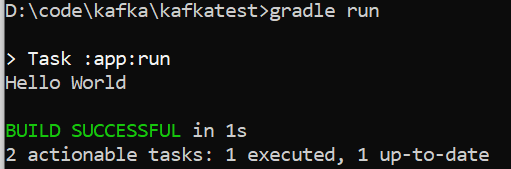 D:\code\kafka\kafkatest>gradle run
> Task :app:run
Hello World
BUILD SUCCESSFUL in 1s
2 actionable tasks: 1 executed, 1 up-to-date